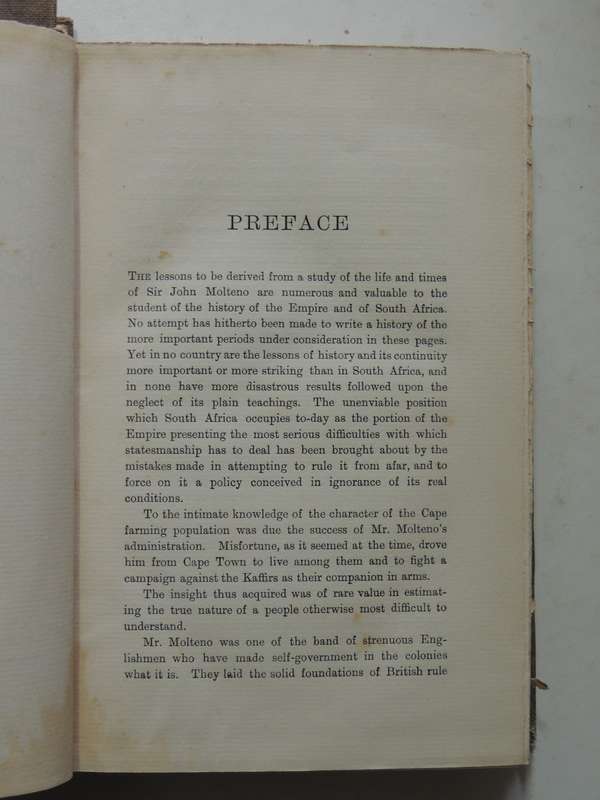 PREFACE
THE lessons to be derived from a study of the life and times
of Sir John Molteno are numerous and valuable to the
student of the history of the Empire and of South Africa.
No attempt has hitherto been made to write a history of the
more important periods under consideration in these pages.
Yet in no country are the lessons of history and its continuity
more important or more striking than in South Africa, and
in none have more disastrous results followed upon the
neglect of its plain teachings. The unenviable position
which South Africa occupies to-day as the portion of the
Empire presenting the most serious difficulties with which
statesmanship has to deal has been brought about by the
mistakes made in attempting to rule it from afar, and to
force on it a policy conceived in ignorance of its real
conditions.
To the intimate knowledge of the character of the Cape
farming population was due the success of Mr. Molteno's
administration. Misfortune, as it seemed at the time, drove
him from Cape Town to live among them and to fight a
campaign against the Kaffirs as their companion in arms.
The insight thus acquired was of rare value in estimat-
ing the true nature of a people otherwise most difficult to
understand.
Mr. Molteno was one of the band of strenuous Eng-
lishmen who have made self-government in the colonies
what it is. They laid the solid foundations of British rule